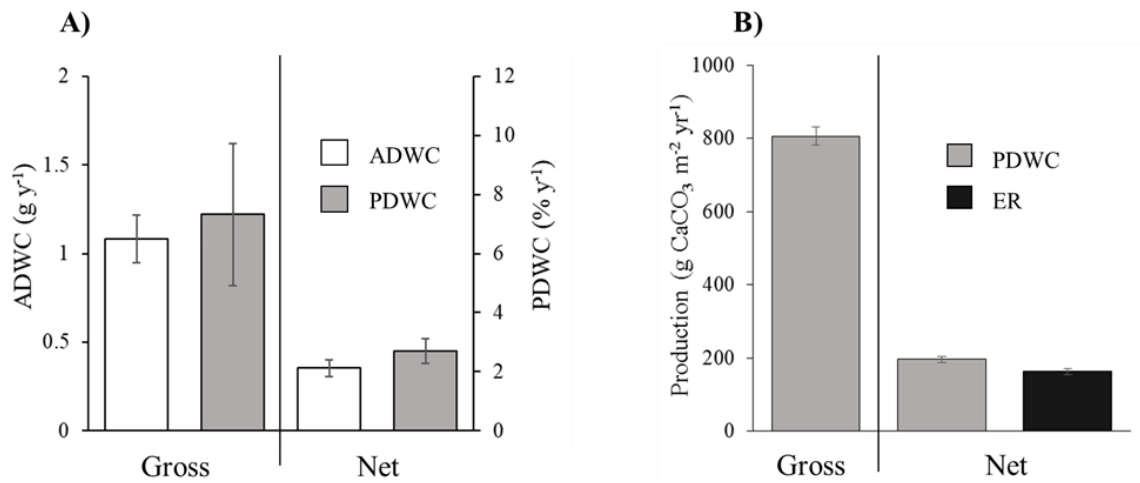 A)
2
1.5
1
0.5
0
ADWC (g y⁻¹)
12
10
8
6
4
2
0
PDWC (% y⁻¹)
ADWC
PDWC
Gross
Net
B)
1000
800
600
400
200
0
Production (g CaCO₃ m⁻² yr⁻¹)
PDWC
ER
Gross
Net